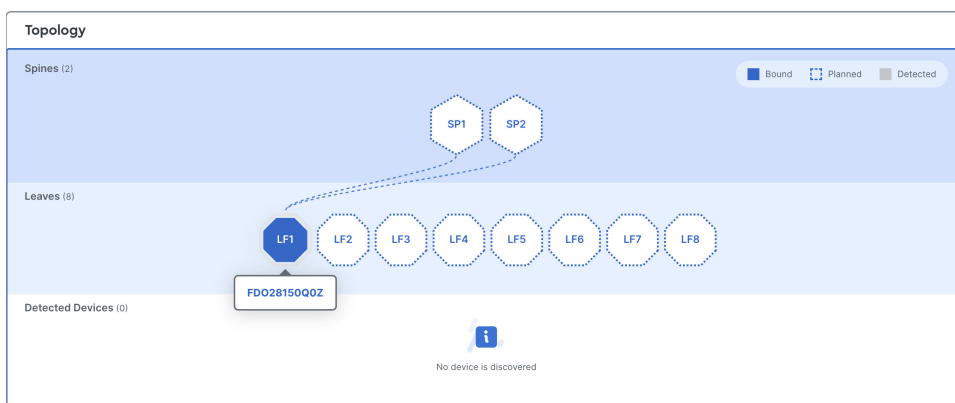 Topology
Spines (2)
Bound
Planned
Detected
SP1
SP2
Leaves (8)
LF1
LF2
LF3
LF4
LF5
LF6
LF7
LF8
FDO28150Q0Z
Detected Devices (0)
No device is discovered